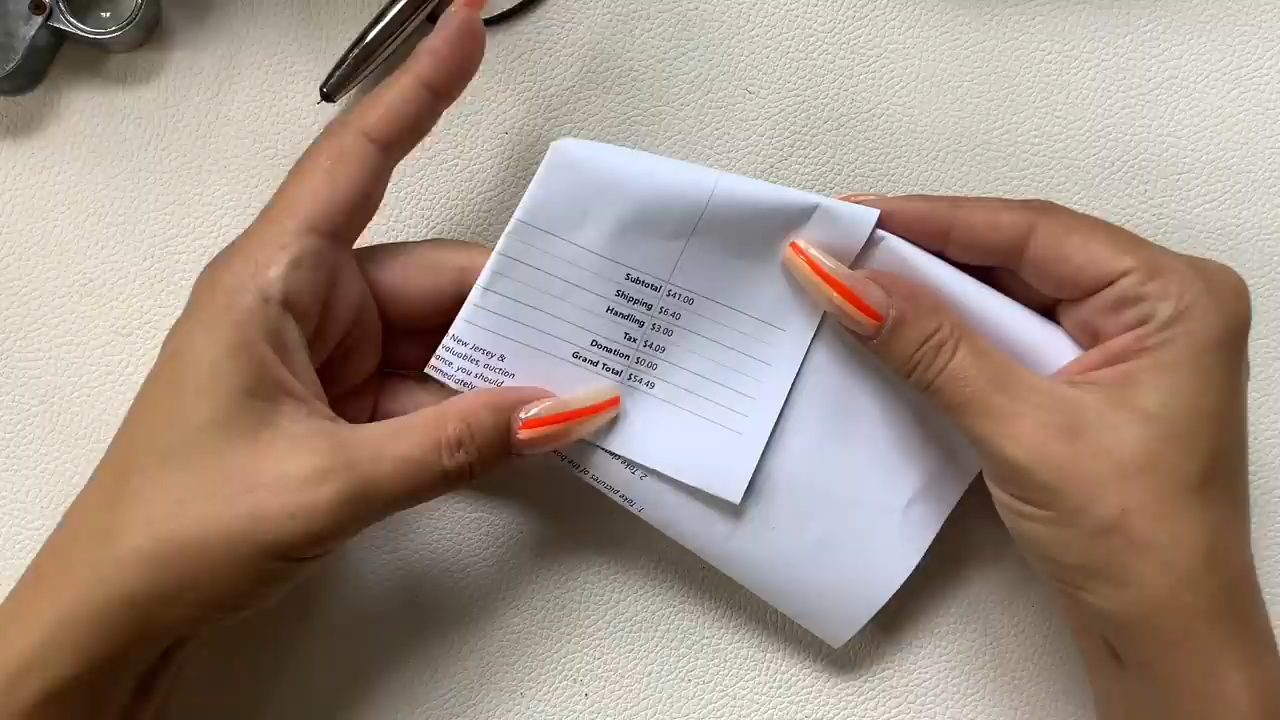 Subtotal $41.00
Shipping $6.40
Handling $3.00
Tax $4.09
Donation $0.00
Grand Total $54.49
New Jersey &
valuables, auction
ance, you should
immediately
1. Take pictures of the box
2. Take